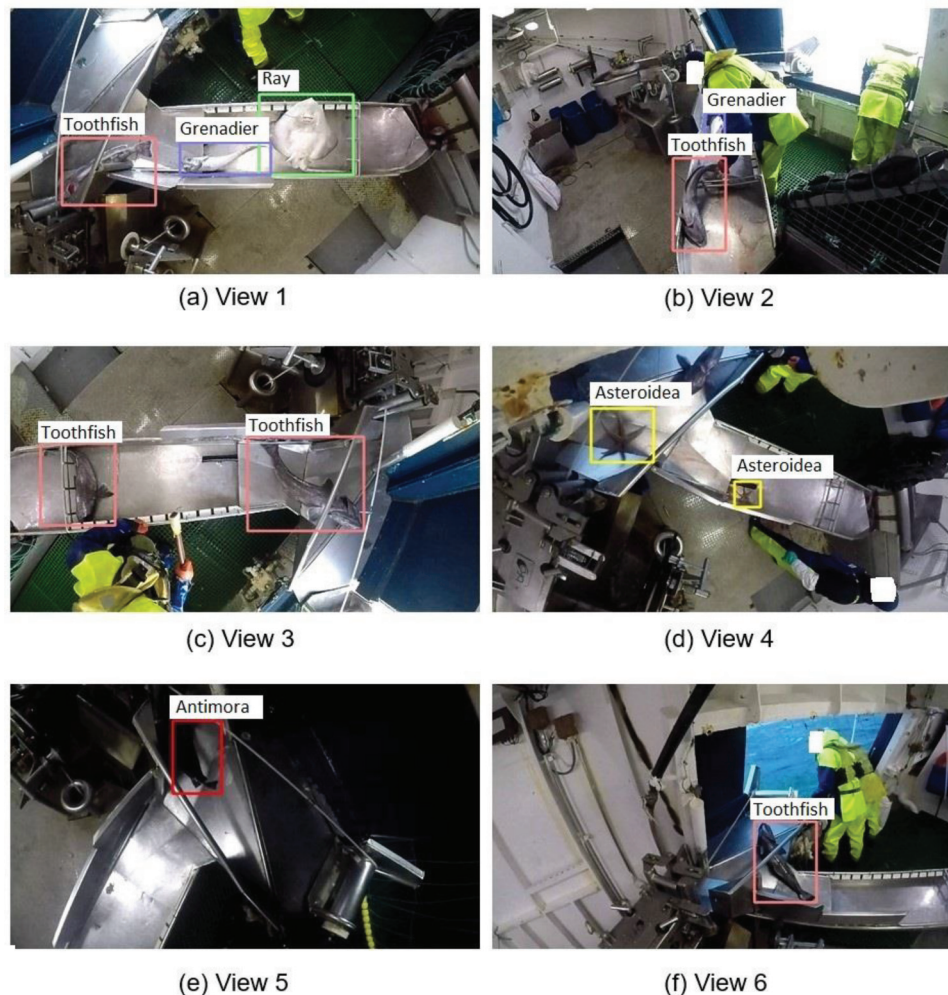 Ray
Grenadier
Toothfish
(a) View 1
Grenadier
Toothfish
(b) View 2
Toothfish
Toothfish
(c) View 3
Asteroidea
Asteroidea
(d) View 4
Antimora
(e) View 5
Toothfish
(f) View 6